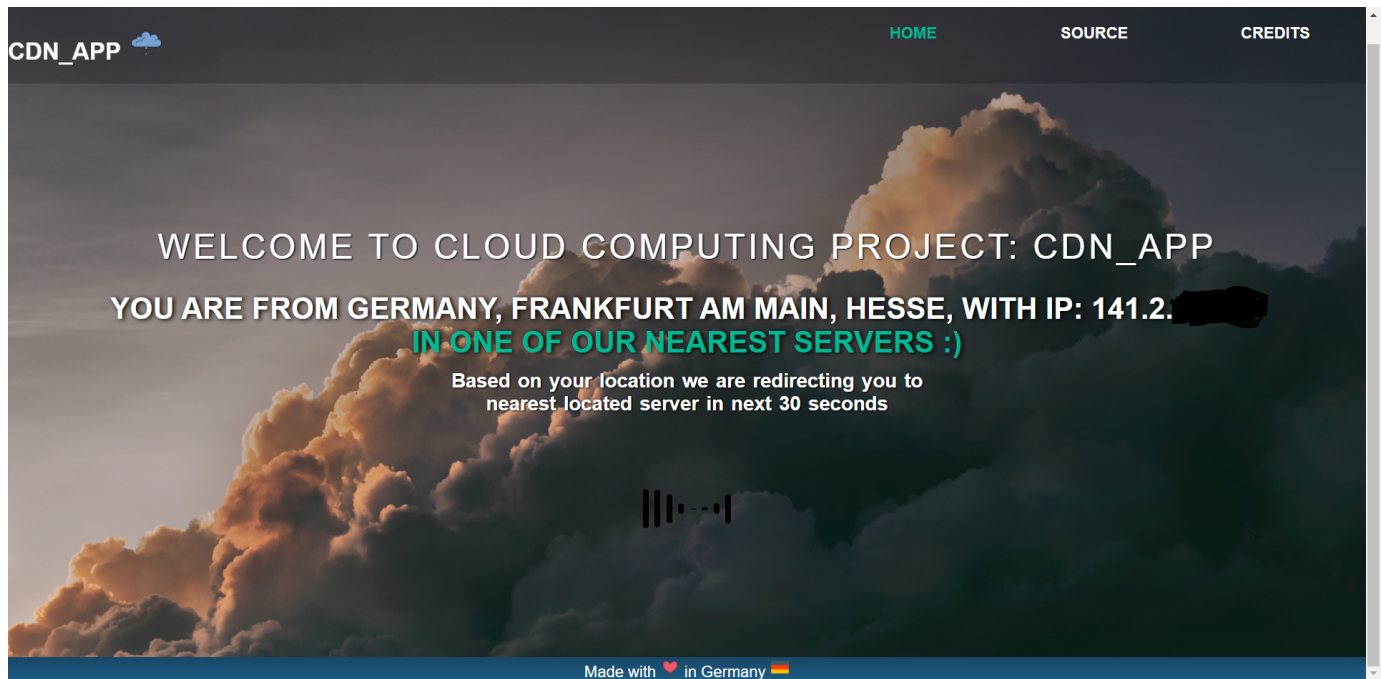 CDN_APP
HOME SOURCE CREDITS
WELCOME TO CLOUD COMPUTING PROJECT: CDN_APP
YOU ARE FROM GERMANY, FRANKFURT AM MAIN, HESSE, WITH IP: 141.2.
IN ONE OF OUR NEAREST SERVERS :)
Based on your location we are redirecting you to
nearest located server in next 30 seconds
Made with ❤ in Germany